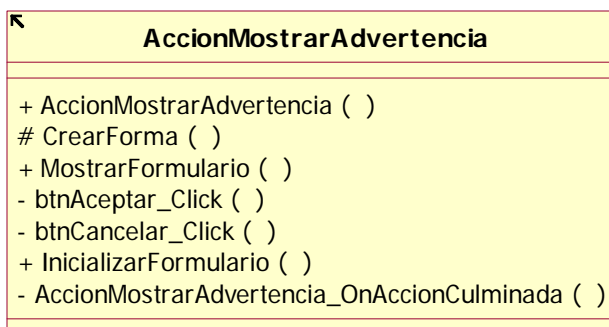 AccionMostrarAdvertencia
+ AccionMostrarAdvertencia ( )
# CrearForma ( )
+ MostrarFormulario ( )
- btnAceptar_Click ( )
- btnCancelar_Click ( )
+ InicializarFormulario ( )
- AccionMostrarAdvertencia_OnAccionCulminada ( )